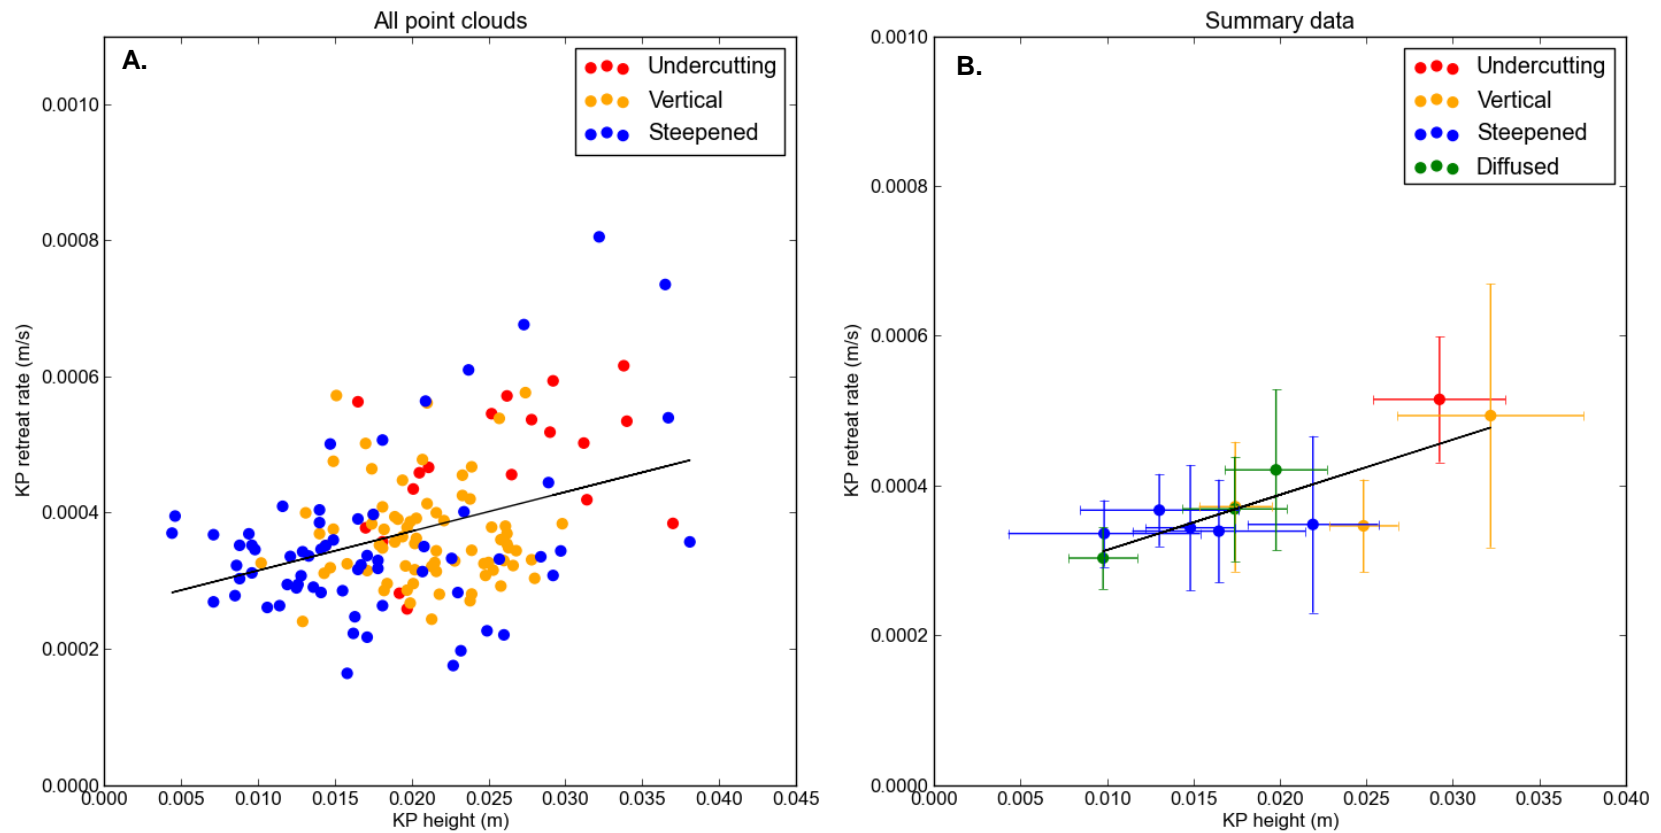 All point clouds
A.
Undercutting
Vertical
Steepened
0.0010
0.0008
0.0006
0.0004
0.0002
0.0000
KP retreat rate (m/s)
0.000 0.005 0.010 0.015 0.020 0.025 0.030 0.035 0.040 0.045
KP height (m)
Summary data
B.
Undercutting
Vertical
Steepened
Diffused
0.0010
0.0008
0.0006
0.0004
0.0002
0.0000
KP retreat rate (m/s)
0.000 0.005 0.010 0.015 0.020 0.025 0.030 0.035 0.040
KP height (m)